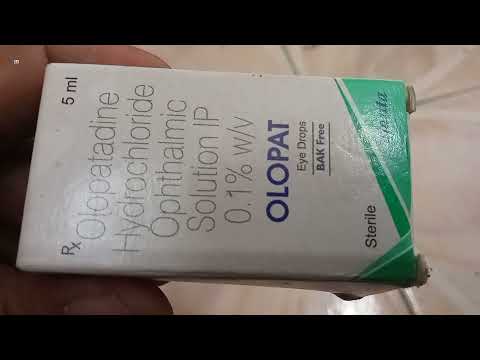 Rx
5 ml
Olopatadine
Hydrochloride
Ophthalmic
Solution IP
0.1% w/v
OLOPAT
Eye Drops
BAK Free
Sterile